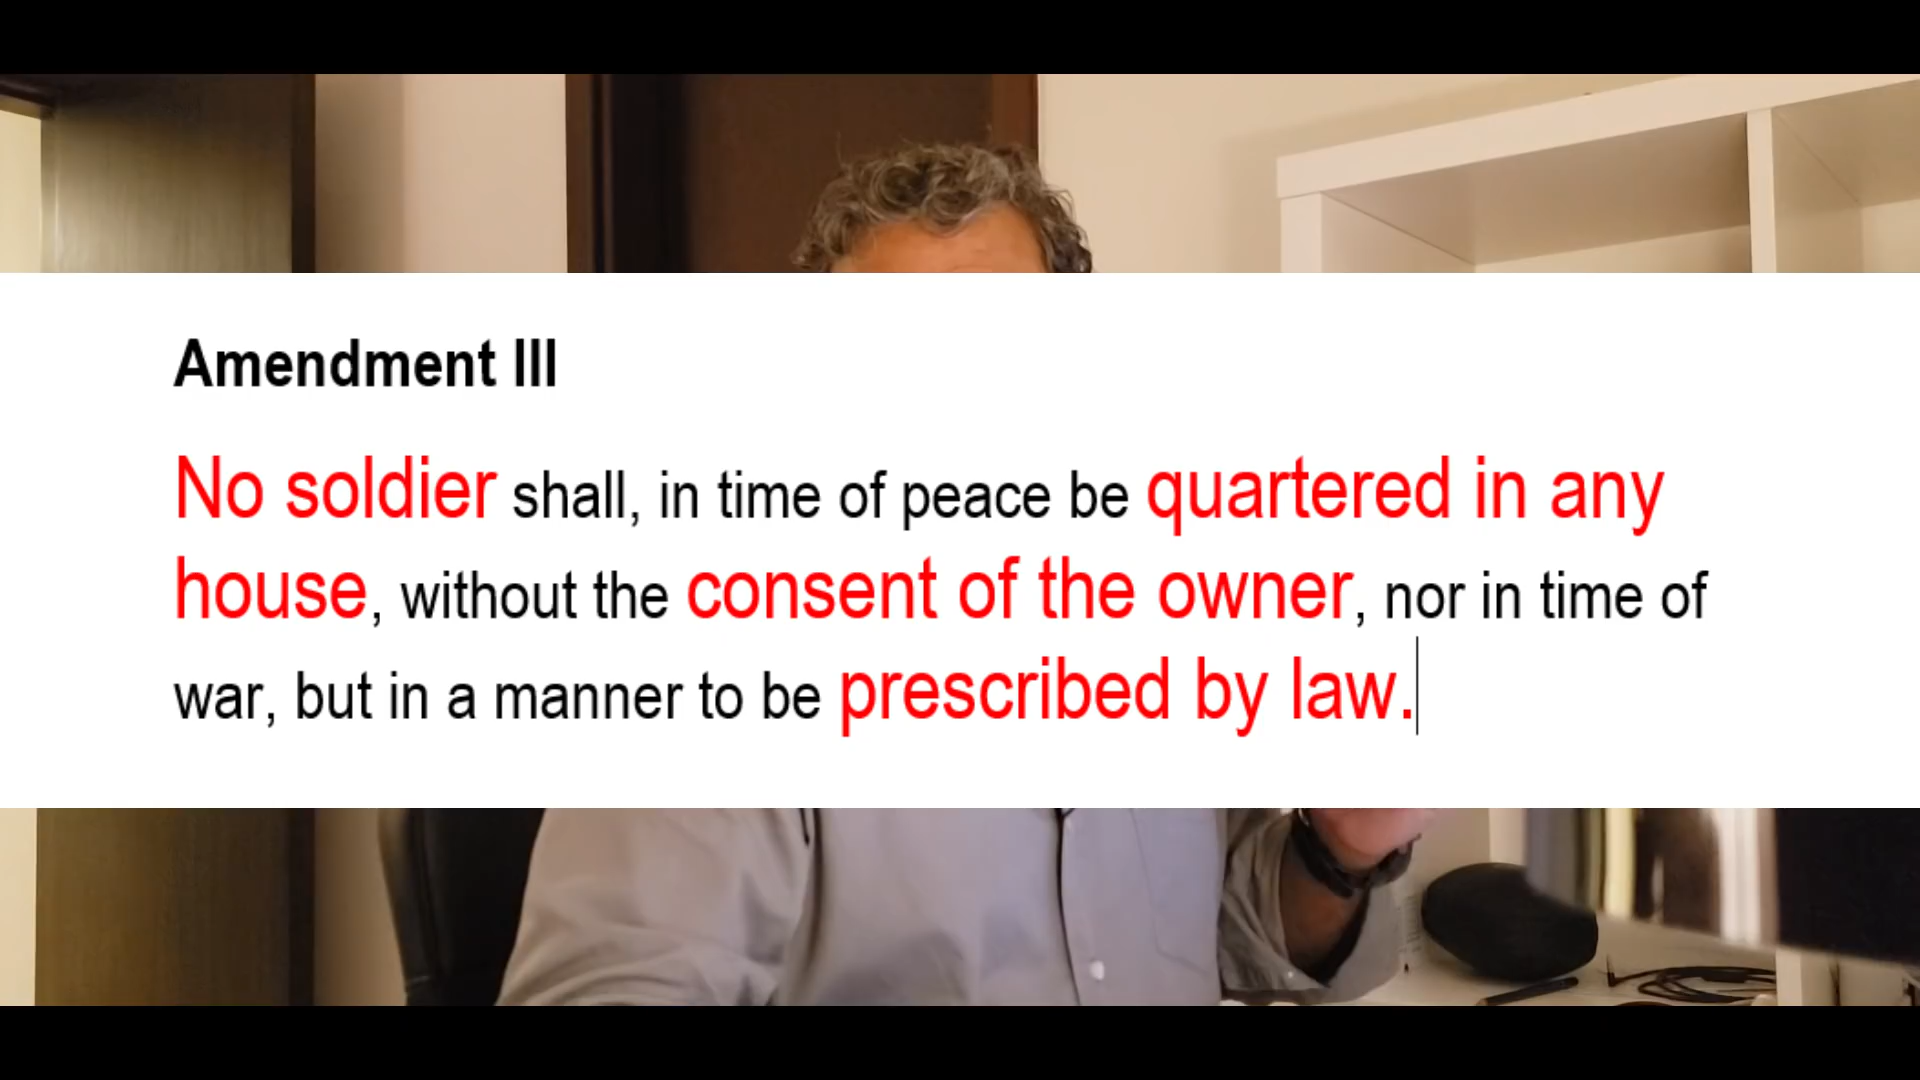 Amendment III
No soldier shall, in time of peace be quartered in any
house, without the consent of the owner, nor in time of
war, but in a manner to be prescribed by law.